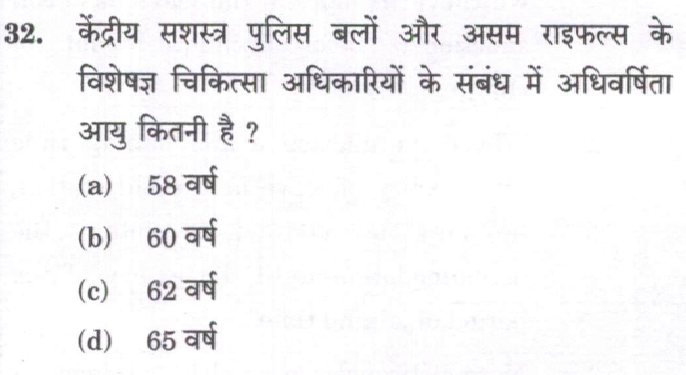 32. केंद्रीय सशस्त्र पुलिस बलों और असम राइफल्स के
विशेषज्ञ चिकित्सा अधिकारियों के संबंध में अधिवर्षिता
आयु कितनी है ?
(a) 58 वर्ष
(b) 60 वर्ष
(c) 62 वर्ष
(d) 65 वर्ष